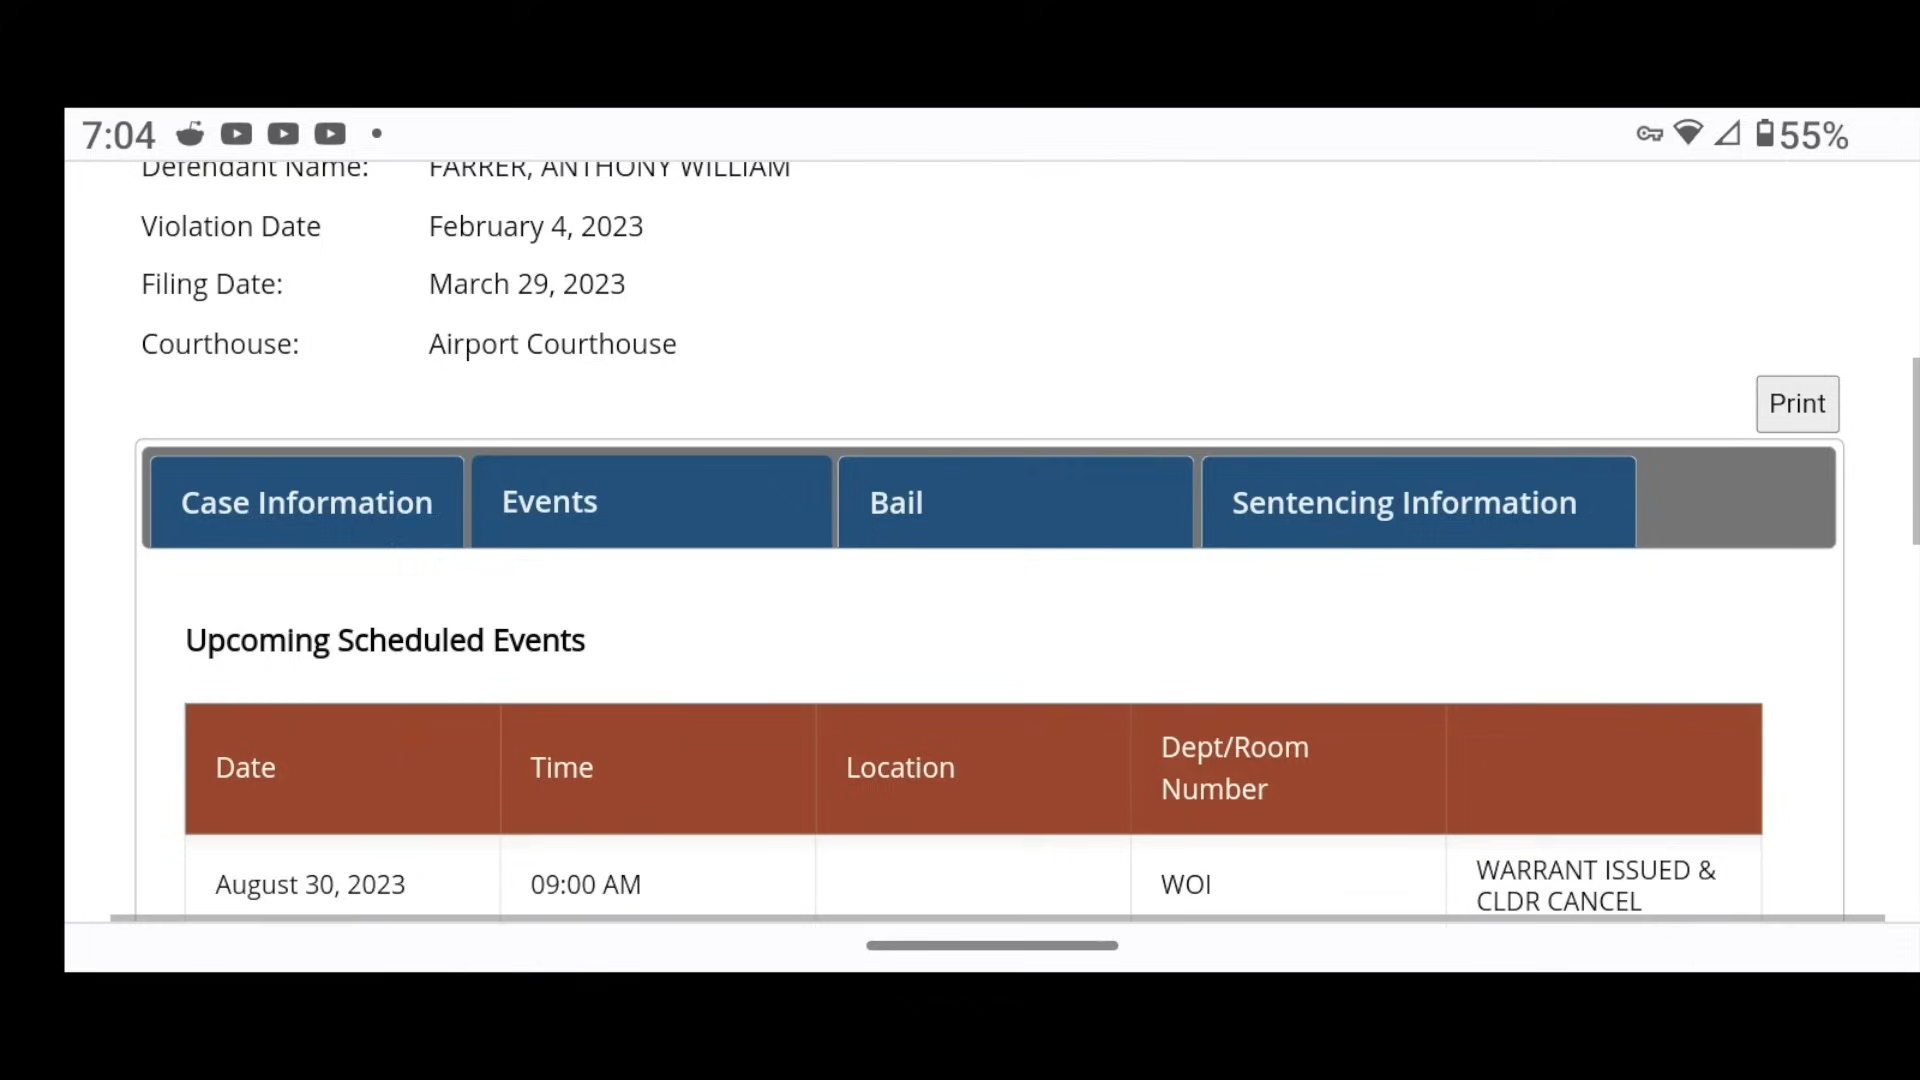 7:04
55%
Defendant Name: FARRER, ANTHONY WILLIAM
Violation Date February 4, 2023
Filing Date: March 29, 2023
Courthouse: Airport Courthouse
Print
Case Information Events Bail Sentencing Information
Upcoming Scheduled Events
Date Time Location Dept/Room Number
August 30, 2023 09:00 AM WOI WARRANT ISSUED &
CLDR CANCEL